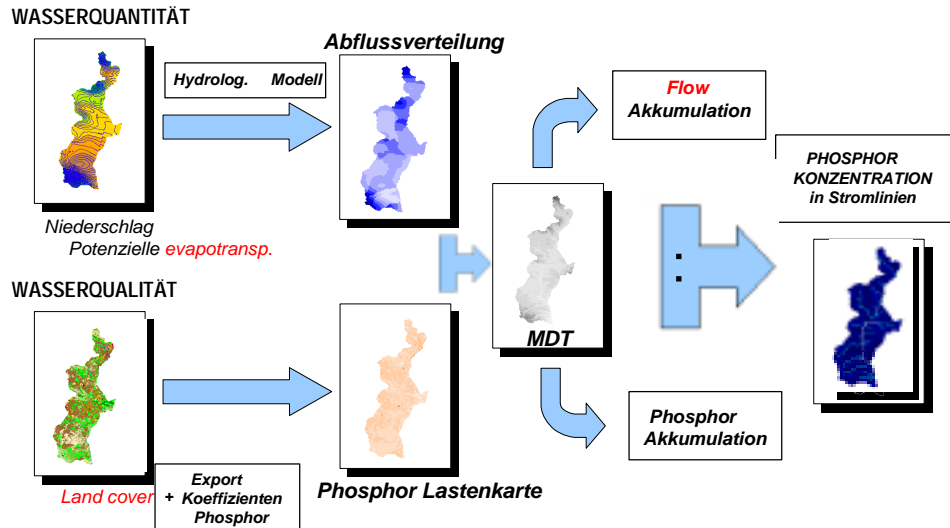 WASSERQUANTITÄT
Hydrolog. Modell
Niederschlag
Potenzielle evapotransp.
Abflussverteilung
WASSERQUALITÄT
Land cover
Export
+ Koeffizienten
Phosphor
Phosphor Lastenkarte
MDT
Flow
Akkumulation
Phosphor
Akkumulation
:
PHOSPHOR
KONZENTRATION
in Stromlinien